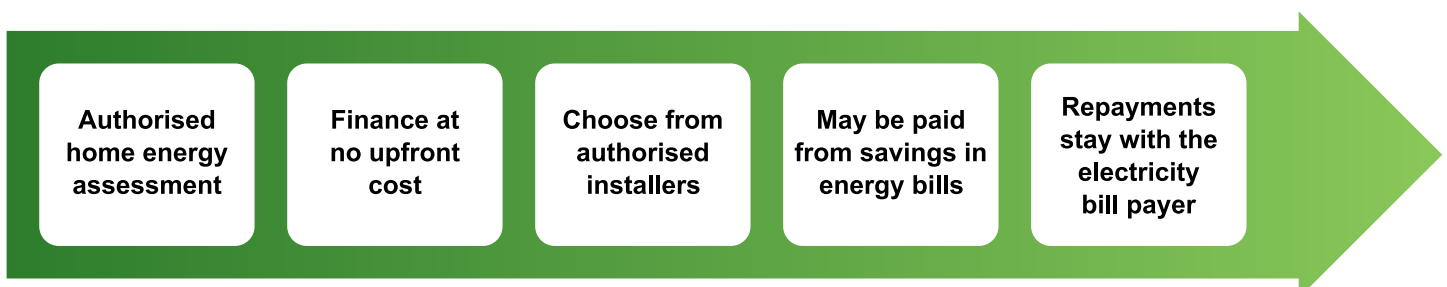 Authorised
home energy
assessment
Finance at
no upfront
cost
Choose from
authorised
installers
May be paid
from savings in
energy bills
Repayments
stay with the
electricity
bill payer